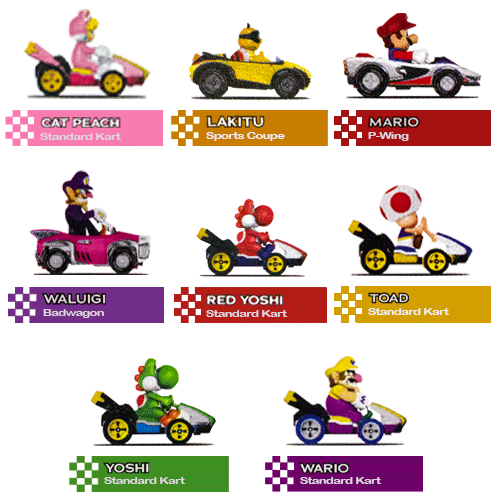 CAT PEACH
Standard Kart
LAKITU
Sports Coupe
MARIO
P-Wing
WALUIGI
Badwagon
RED YOSHI
Standard Kart
TOAD
Standard Kart
YOSHI
Standard Kart
WARIO
Standard Kart